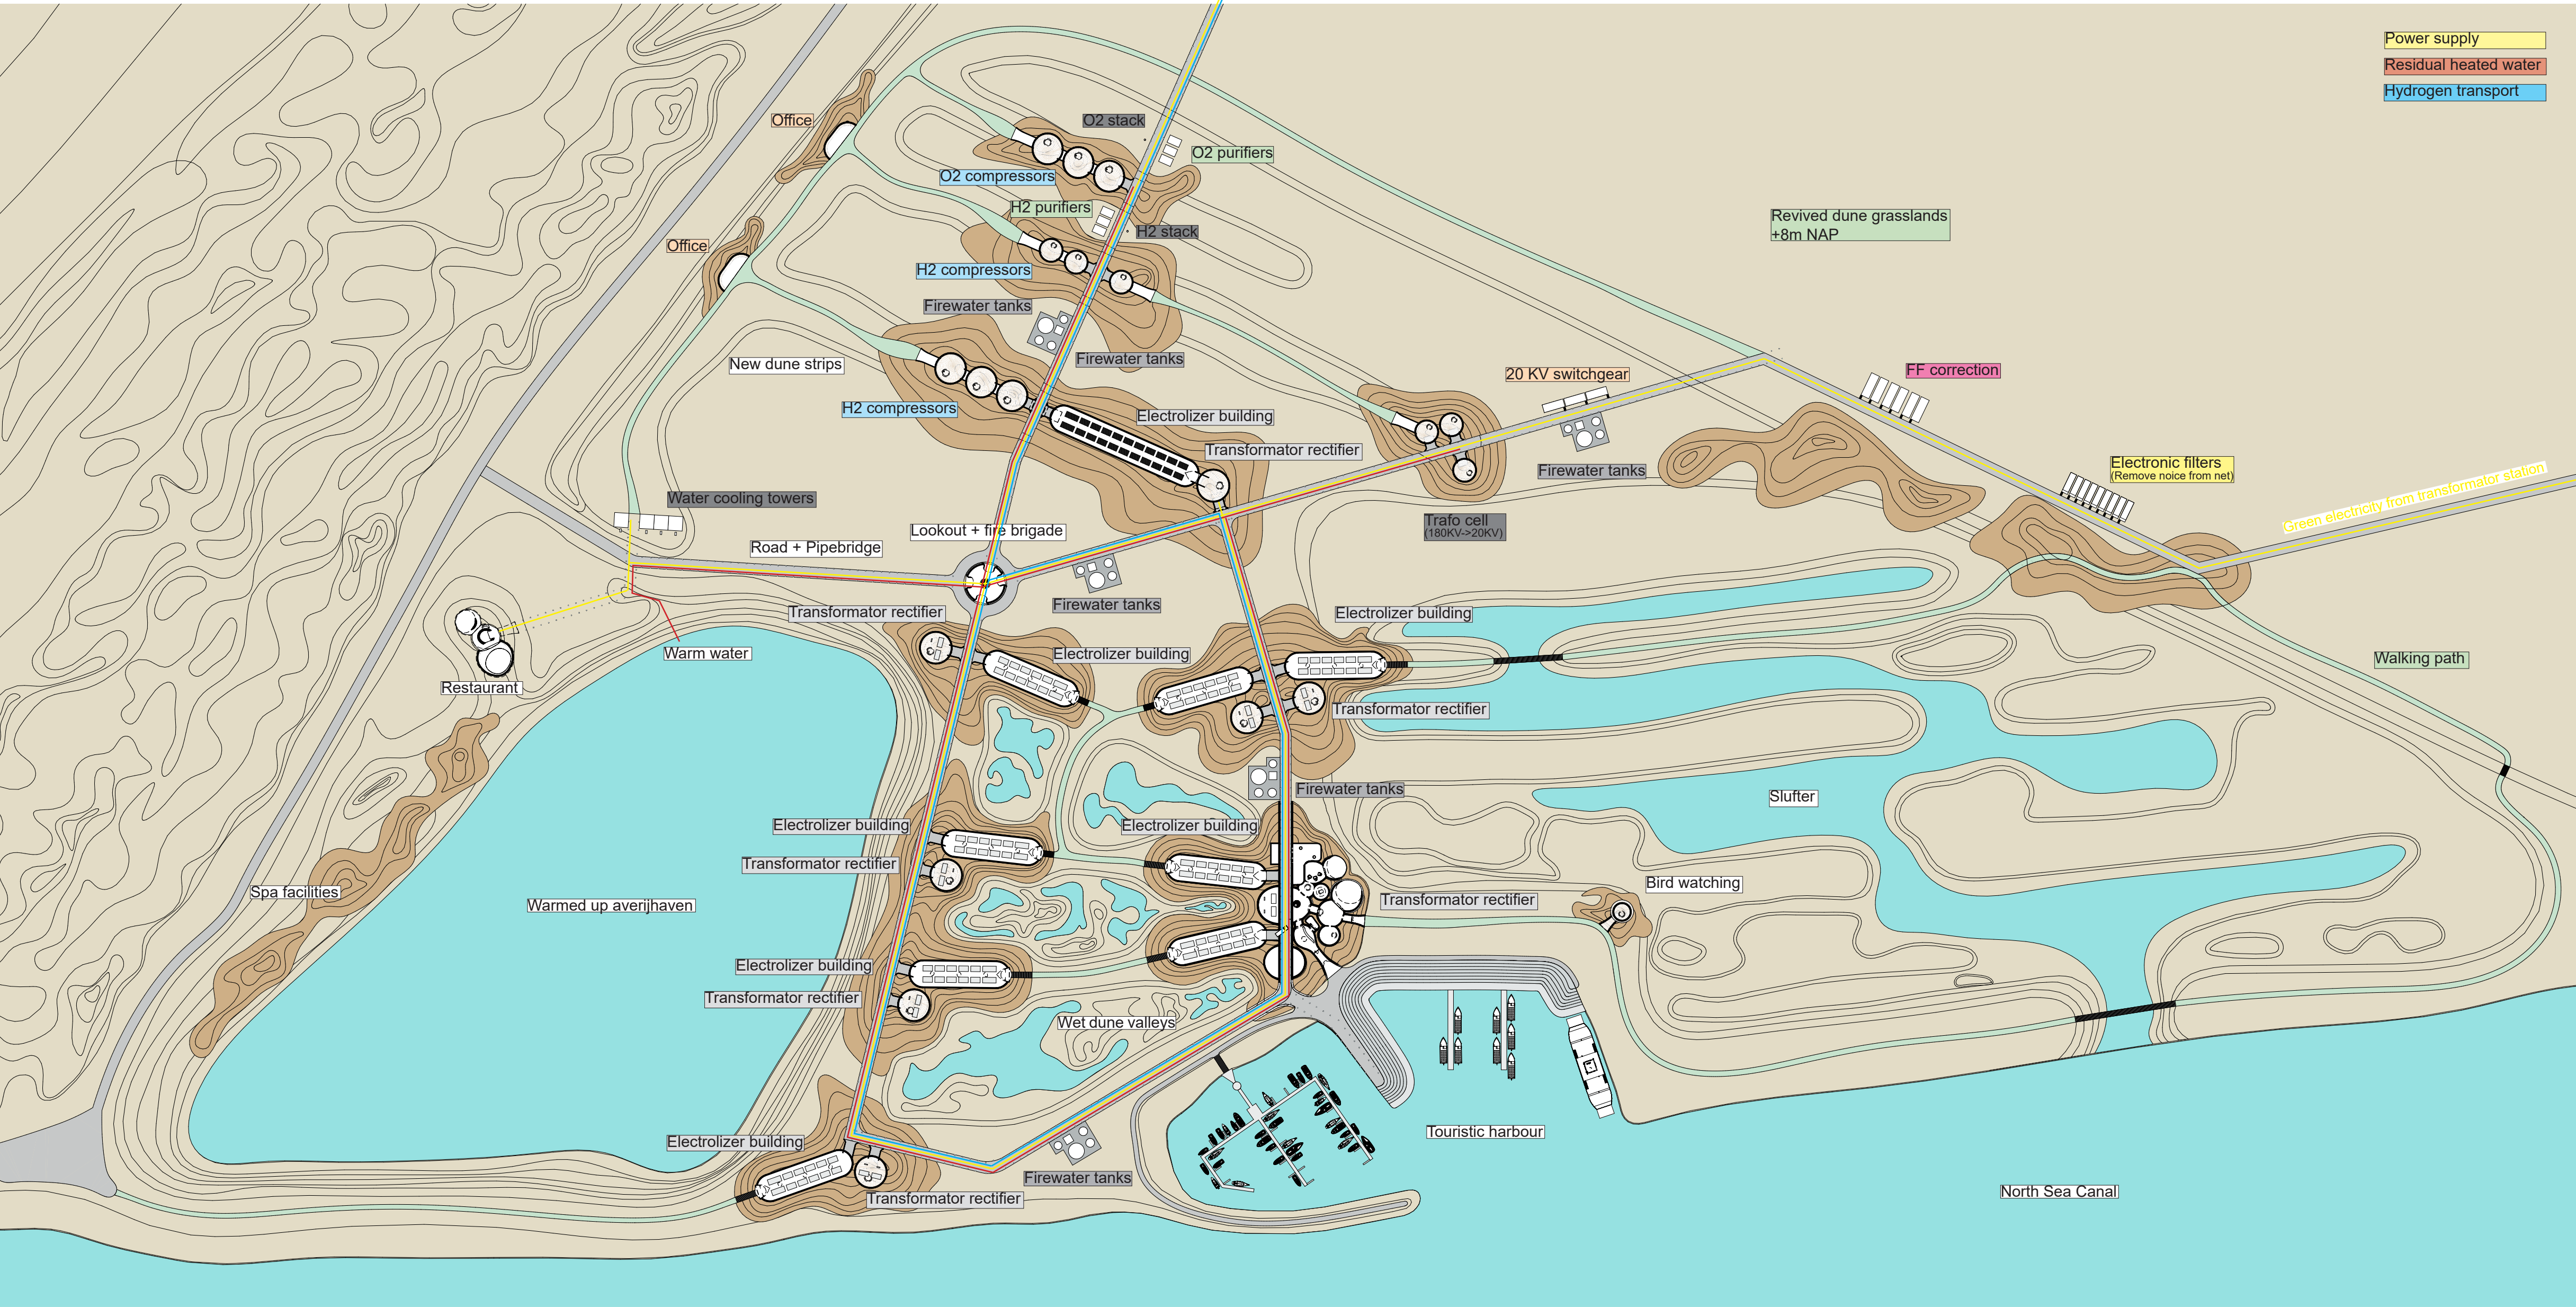 Power supply
Residual heated water
Hydrogen transport
Office
O2 stack
O2 purifiers
O2 compressors
H2 purifiers
H2 stack
Revived dune grasslands
+8m NAP
Office
H2 compressors
Firewater tanks
Firewater tanks
New dune strips
FF correction
20 KV switchgear
H2 compressors
Electrolizer building
Transformator rectifier
Firewater tanks
Electronic filters
(Remove noice from net)
Green electricity from transformator station
Water cooling towers
Trafo cell
(180KV->20KV)
Lookout + fire brigade
Road + Pipebridge
Firewater tanks
Transformator rectifier
Electrolizer building
Warm water
Electrolizer building
Walking path
Restaurant
Transformator rectifier
Firewater tanks
Slufter
Electrolizer building
Electrolizer building
Transformator rectifier
Spa facilities
Warmed up averijhaven
Transformator rectifier
Bird watching
Electrolizer building
Transformator rectifier
Wet dune valleys
Touristic harbour
Electrolizer building
Firewater tanks
Transformator rectifier
North Sea Canal